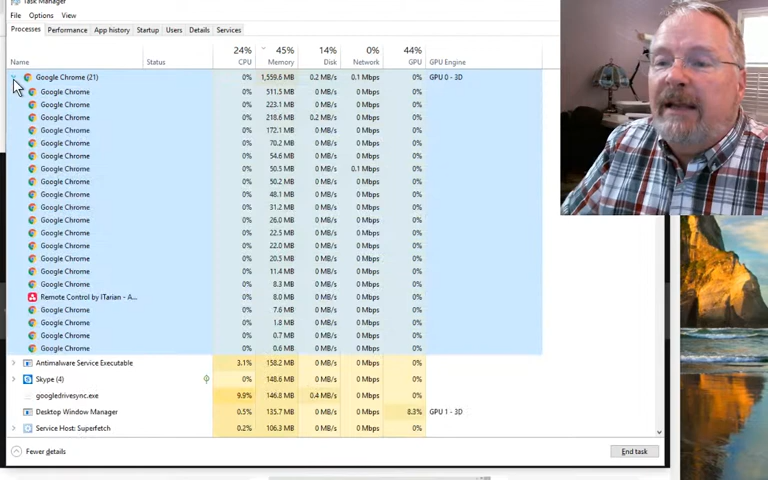 Task Manager
File Options View
Processes Performance App history Startup Users Details Services
24% 45% 14% 0% 44%
Name Status CPU Memory Disk Network GPU GPU Engine
Google Chrome (21) 0% 1,559.6 MB 0.2 MB/s 0.1 Mbps 0% GPU 0 - 3D
Google Chrome 0% 511.5 MB 0 MB/s 0 Mbps 0%
Google Chrome 0% 223.1 MB 0 MB/s 0 Mbps 0%
Google Chrome 0% 218.6 MB 0.2 MB/s 0 Mbps 0%
Google Chrome 0% 172.1 MB 0 MB/s 0 Mbps 0%
Google Chrome 0% 70.2 MB 0 MB/s 0 Mbps 0%
Google Chrome 0% 54.6 MB 0 MB/s 0 Mbps 0%
Google Chrome 0% 50.5 MB 0 MB/s 0.1 Mbps 0%
Google Chrome 0% 50.2 MB 0 MB/s 0 Mbps 0%
Google Chrome 0% 48.1 MB 0 MB/s 0 Mbps 0%
Google Chrome 0% 31.2 MB 0 MB/s 0 Mbps 0%
Google Chrome 0% 26.0 MB 0 MB/s 0 Mbps 0%
Google Chrome 0% 22.5 MB 0 MB/s 0 Mbps 0%
Google Chrome 0% 22.0 MB 0 MB/s 0 Mbps 0%
Google Chrome 0% 20.5 MB 0 MB/s 0 Mbps 0%
Google Chrome 0% 11.4 MB 0 MB/s 0 Mbps 0%
Google Chrome 0% 8.3 MB 0 MB/s 0 Mbps 0%
Remote Control by ITarian - A... 0% 8.0 MB 0 MB/s 0 Mbps 0%
Google Chrome 0% 7.6 MB 0 MB/s 0 Mbps 0%
Google Chrome 0% 1.8 MB 0 MB/s 0 Mbps 0%
Google Chrome 0% 0.7 MB 0 MB/s 0 Mbps 0%
Google Chrome 0% 0.6 MB 0 MB/s 0 Mbps 0%
Antimalware Service Executable 3.1% 158.2 MB 0 MB/s 0 Mbps 0%
Skype (4) 0% 148.6 MB 0 MB/s 0 Mbps 0%
googledrivesync.exe 9.9% 146.8 MB 0.4 MB/s 0 Mbps 0%
Desktop Window Manager 0.5% 135.7 MB 0 MB/s 0 Mbps 8.3% GPU 1 - 3D
Service Host: Superfetch 0.2% 106.3 MB 0 MB/s 0 Mbps 0%
Fewer details End task